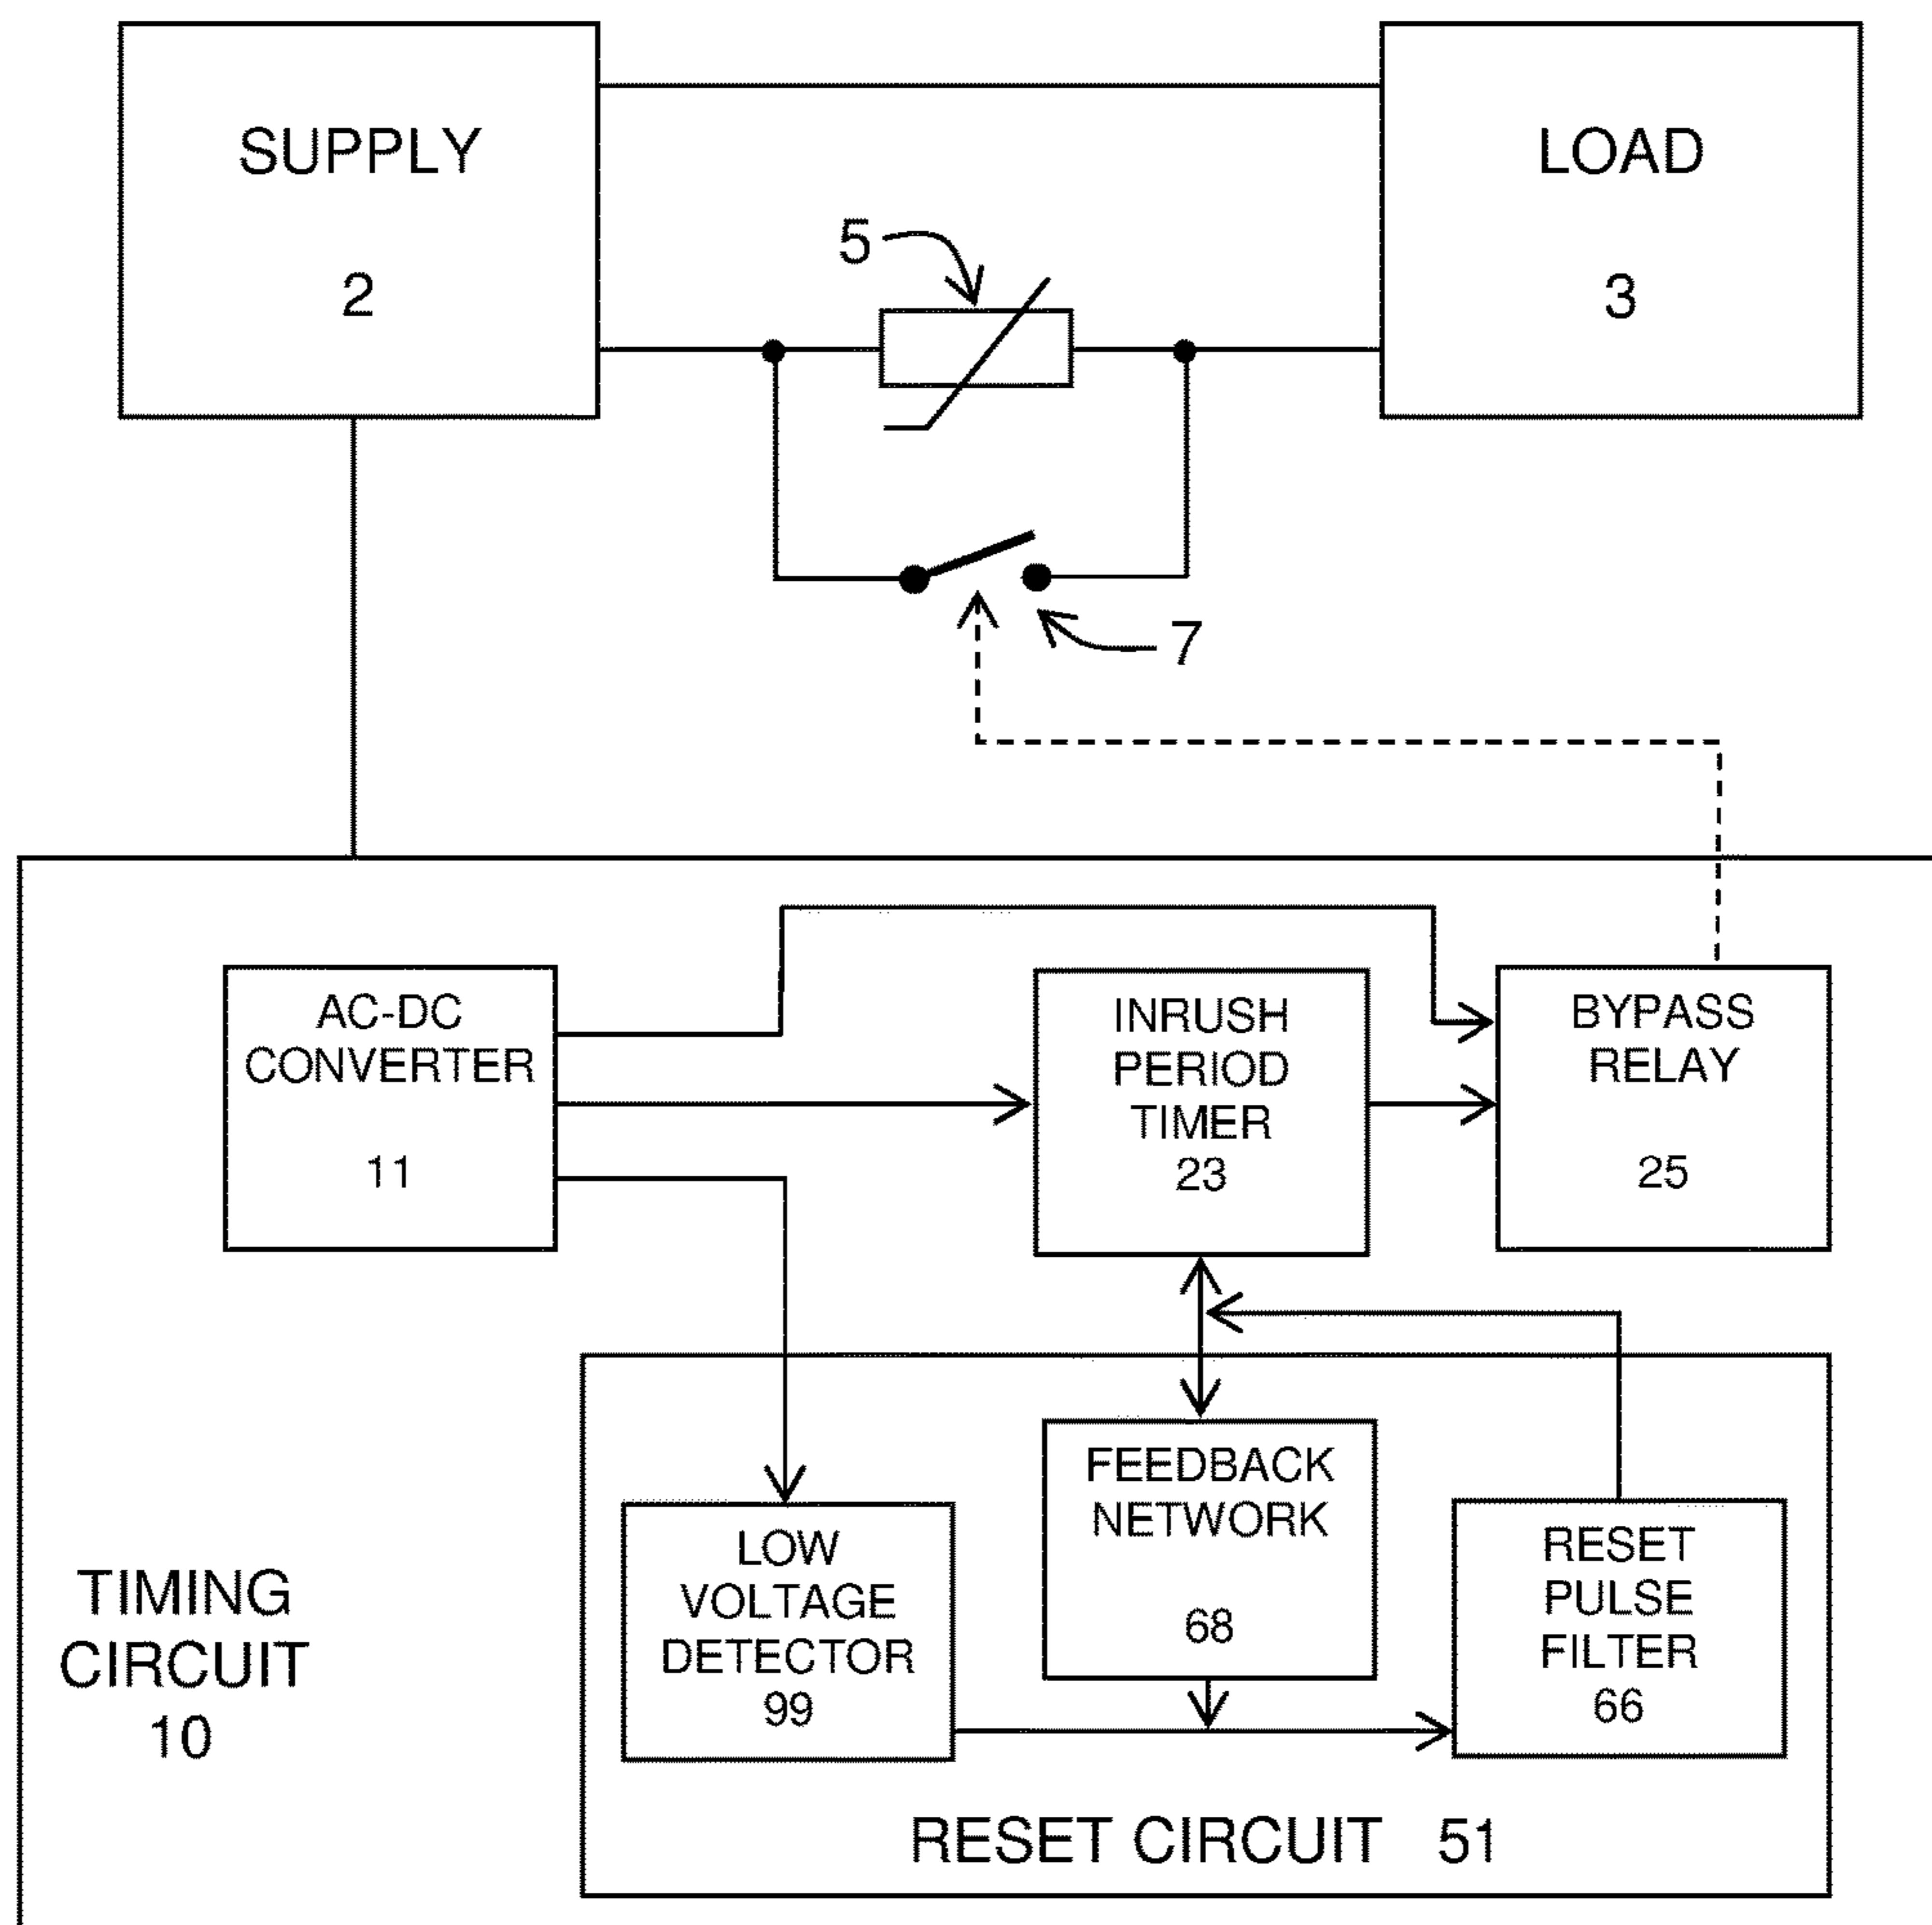 SUPPLY
2
LOAD
3
5
7
AC-DC
CONVERTER
11
INRUSH
PERIOD
TIMER
23
BYPASS
RELAY
25
LOW
VOLTAGE
DETECTOR
99
FEEDBACK
NETWORK
68
RESET
PULSE
FILTER
66
TIMING
CIRCUIT
10
RESET CIRCUIT 51